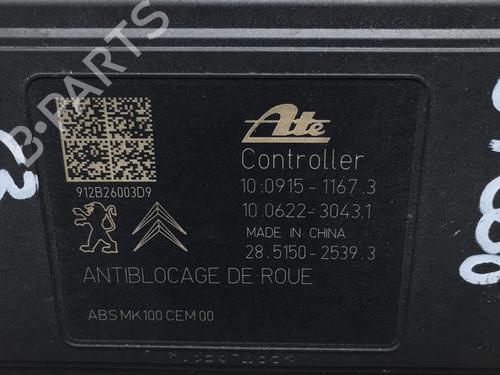 B-PARTS
Ate
Controller
912B26003D9
10.0915-1167.3
10.0622-3043.1
MADE IN CHINA
28.5150-2539.3
ANTIBLOCAGE DE ROUE
ABS MK100 CEM 00
C3